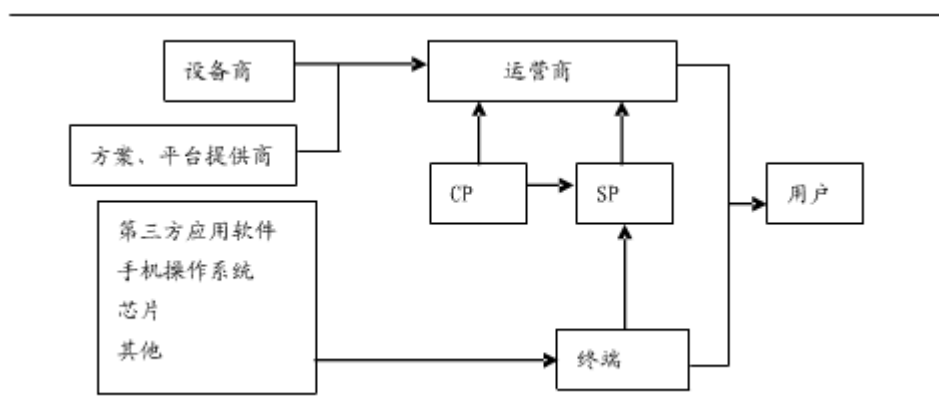 设备商
运营商
方案、平台提供商
CP
SP
用户
第三方应用软件
手机操作系统
芯片
其他
终端